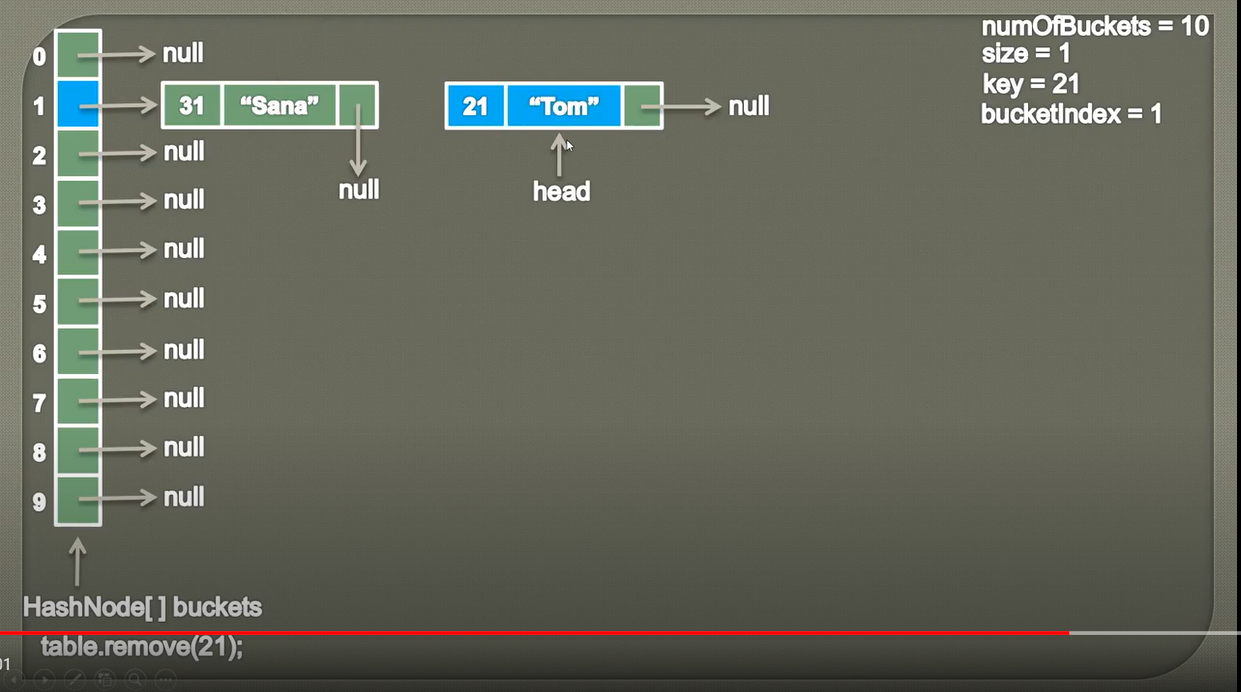 numOfBuckets = 10
size = 1
key = 21
bucketIndex = 1
0 null
1 31 “Sana” 21 “Tom” null
null
head
2 null
3 null
4 null
5 null
6 null
7 null
8 null
9 null
HashNode[ ] buckets
table.remove(21);
01